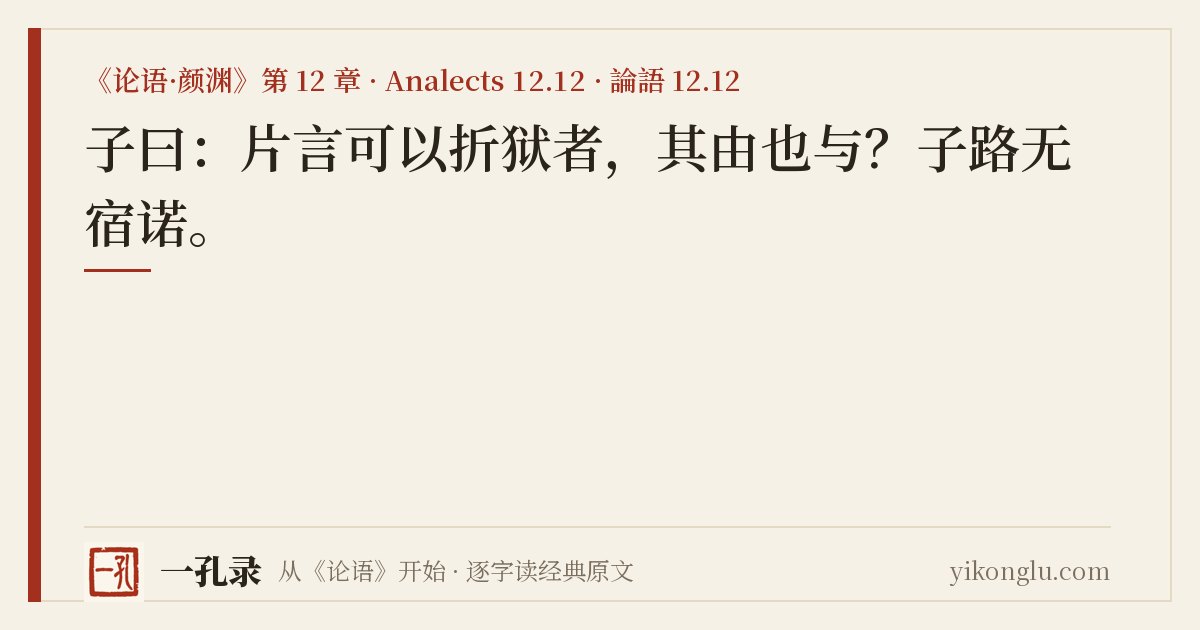 《论语·颜渊》第 12 章 · Analects 12.12 · 論語 12.12
子曰：片言可以折狱者，其由也与？子路无
宿诺。
一孔
一孔录 从《论语》开始 · 逐字读经典原文 yikonglu.com